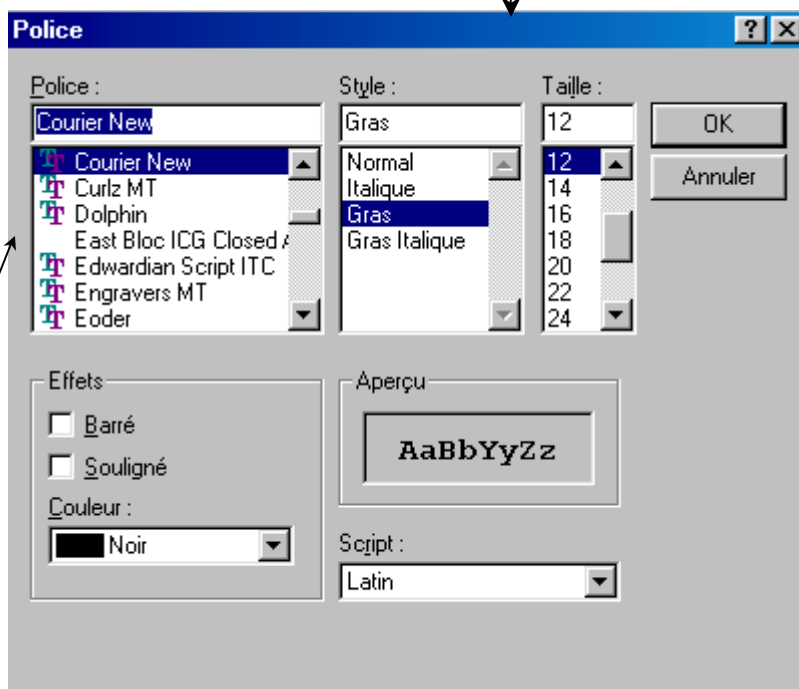 Police
Police :
Style :
Taille :
Courier New
Gras
12
OK
Annuler
Courier New
Curlz MT
Dolphin
East Bloc ICG Closed
Edwardian Script ITC
Engravers MT
Eoder
Normal
Italique
Gras
Gras Italique
12
14
16
18
20
22
24
Effets
Barré
Souligné
Couleur :
Noir
Aperçu
AaBbYyZz
Script :
Latin